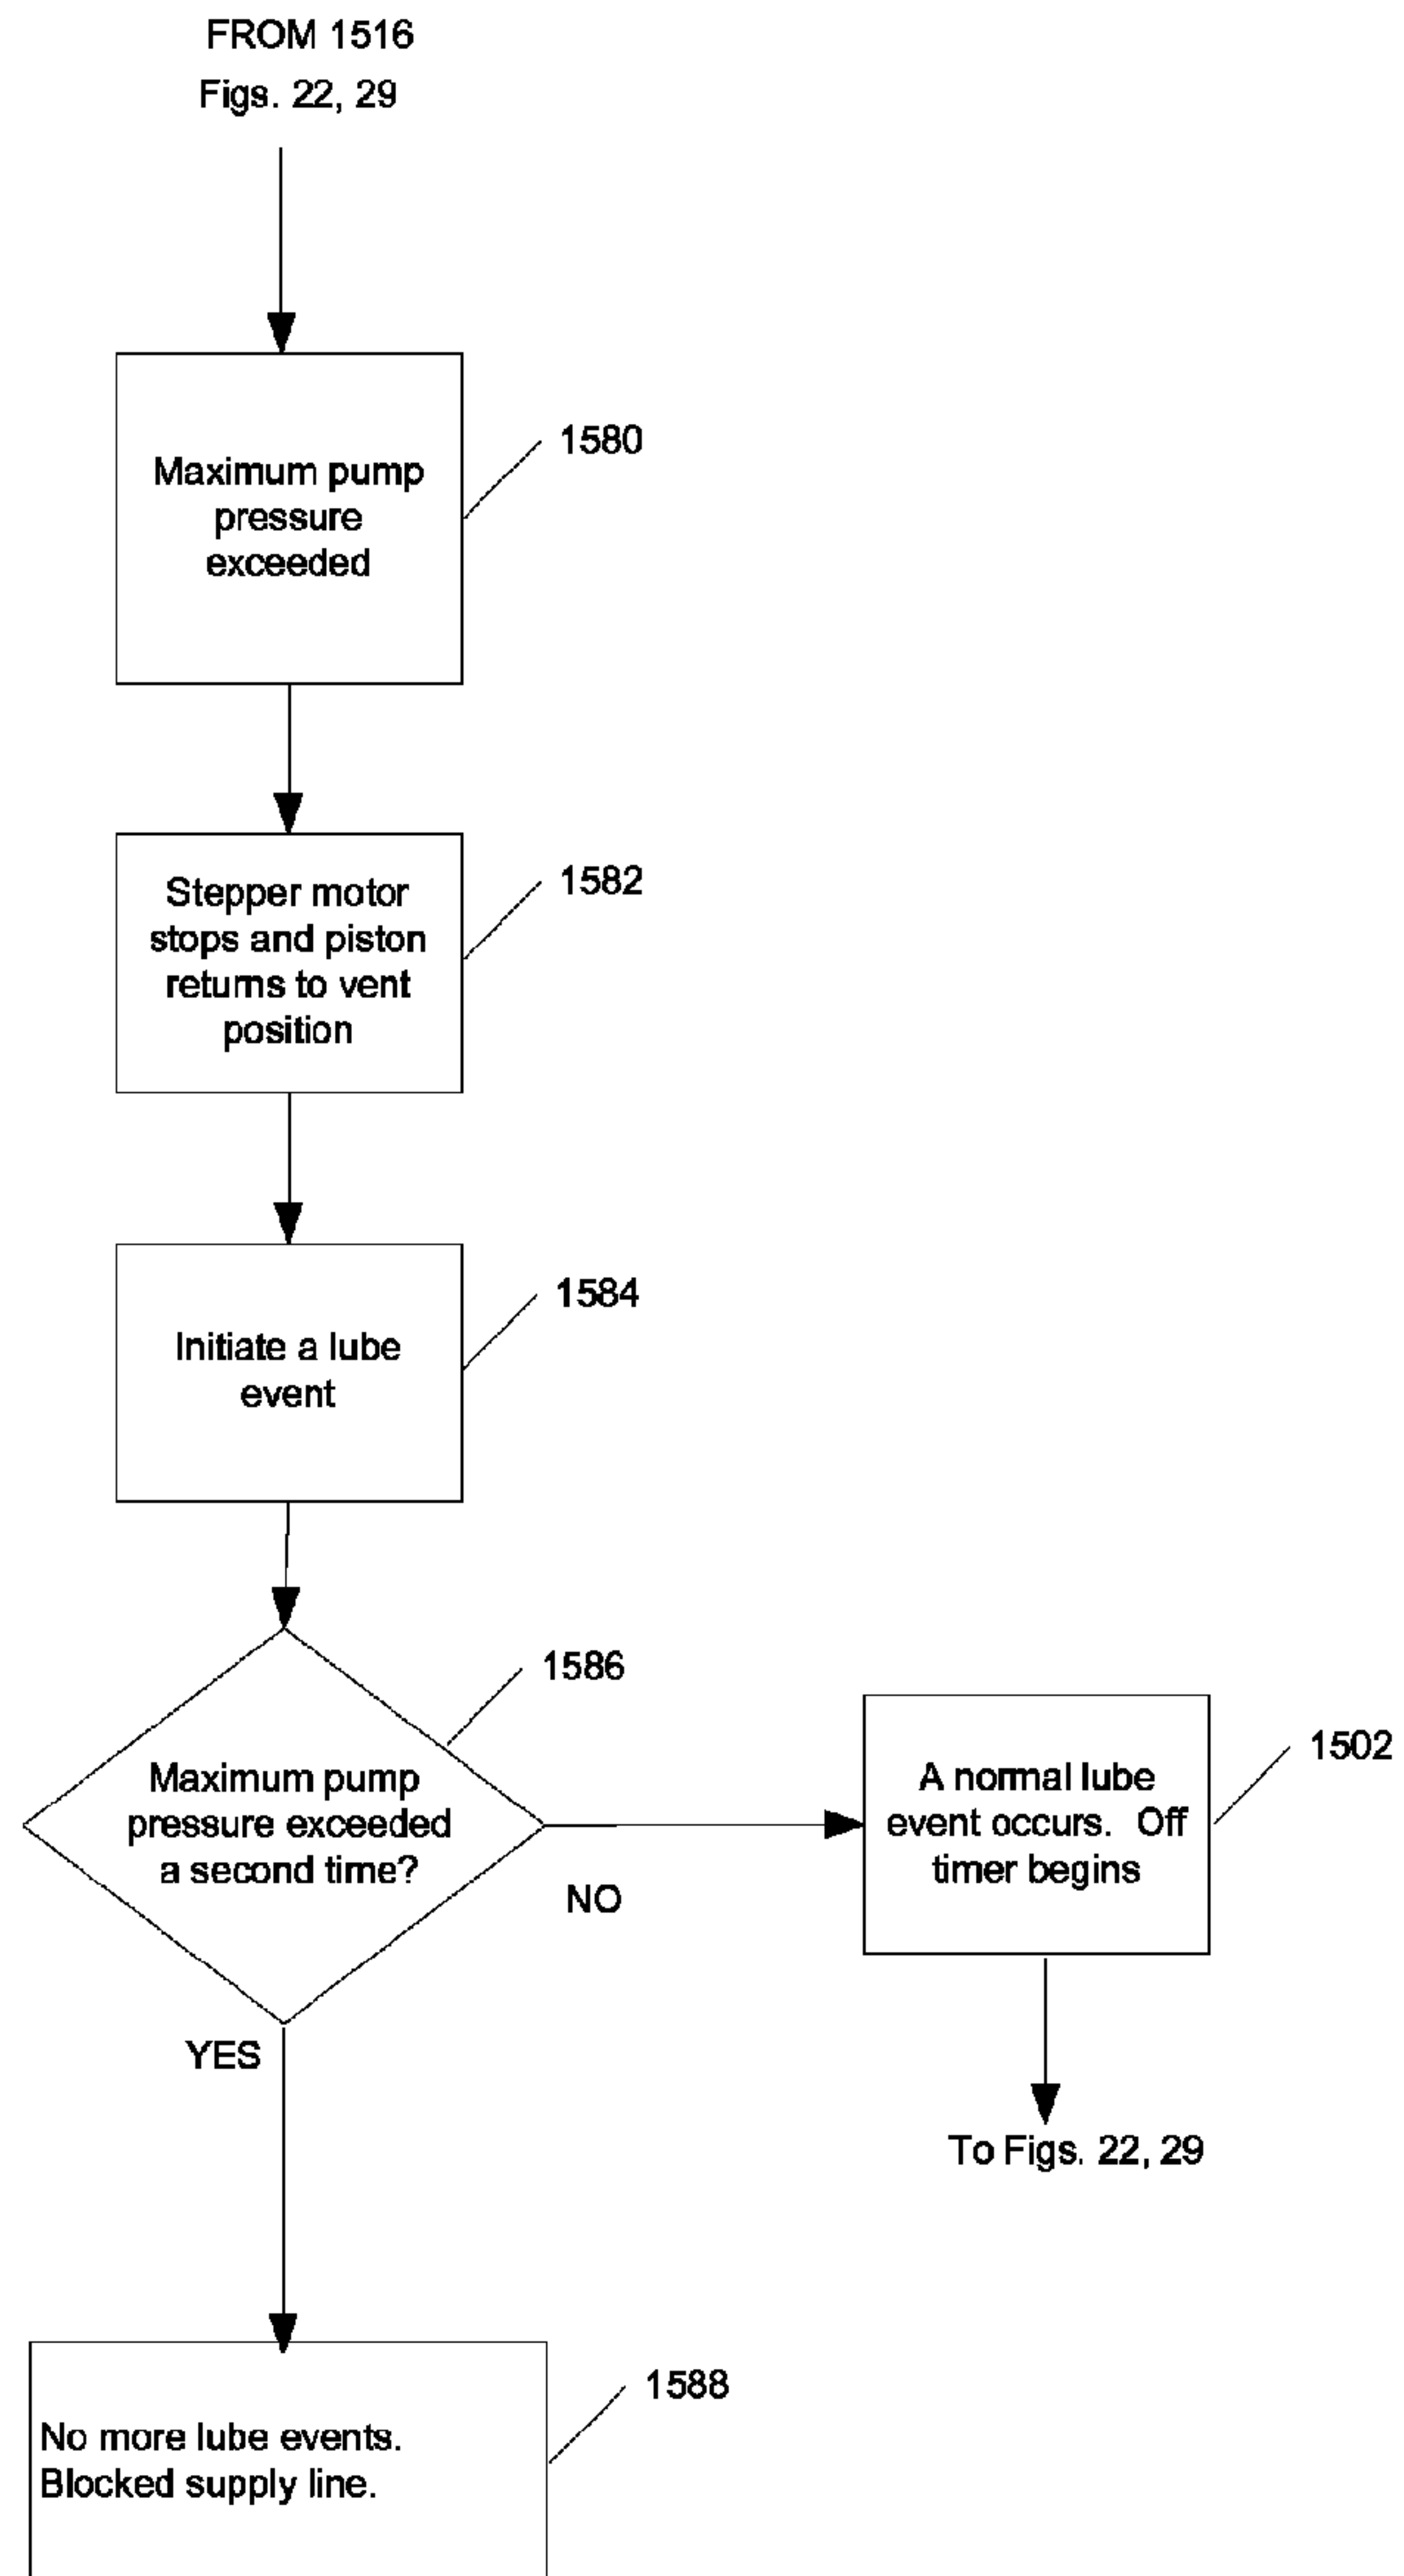 FROM 1516
Figs. 22, 29
Maximum pump
pressure
exceeded
1580
Stepper motor
stops and piston
returns to vent
position
1582
Initiate a lube
event
1584
Maximum pump
pressure exceeded
a second time?
1586
NO
A normal lube
event occurs. Off
timer begins
1502
To Figs. 22, 29
YES
No more lube events.
Blocked supply line.
1588